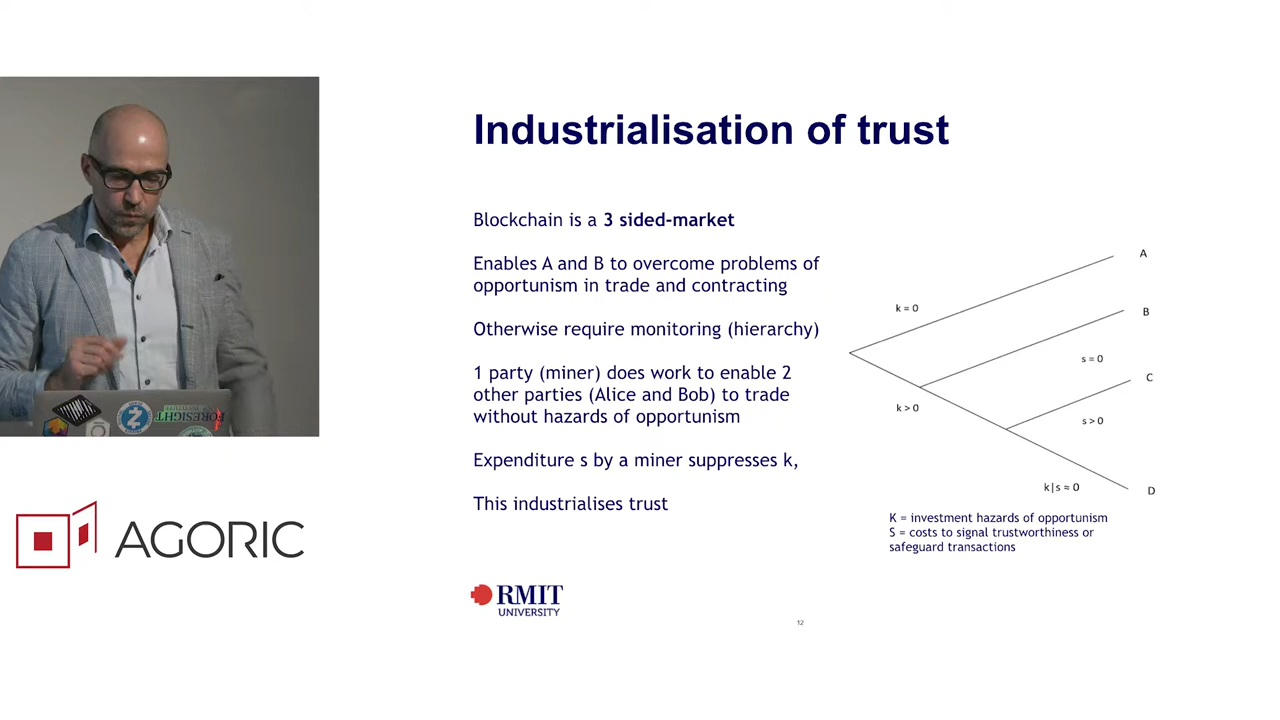 Industrialisation of trust
Blockchain is a 3 sided-market
Enables A and B to overcome problems of
opportunism in trade and contracting
Otherwise require monitoring (hierarchy)
1 party (miner) does work to enable 2
other parties (Alice and Bob) to trade
without hazards of opportunism
Expenditure s by a miner suppresses k,
This industrialises trust
A
k = 0
B
s = 0
C
k > 0
s > 0
k|s ≈ 0
D
K = investment hazards of opportunism
S = costs to signal trustworthiness or
safeguard transactions
FORESIGHT
AGORIC
RMIT
UNIVERSITY
12